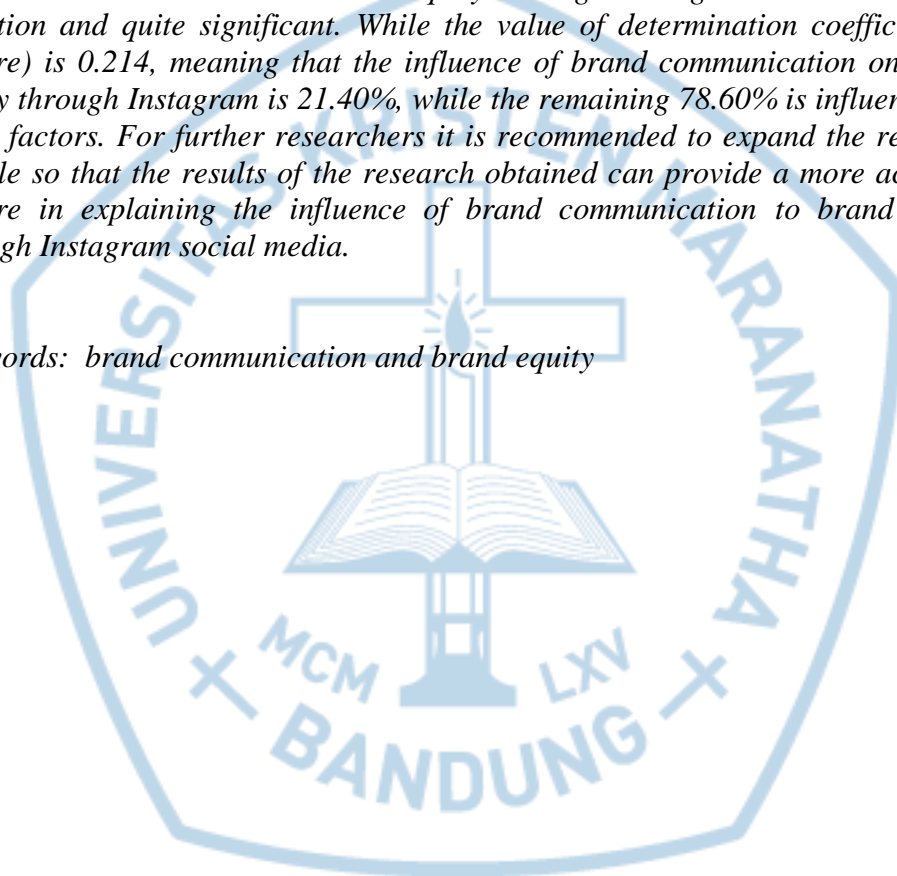 tion and quite significant. While the value of determination coeffic
re) is 0.214, meaning that the influence of brand communication on
y through Instagram is 21.40%, while the remaining 78.60% is influen
factors. For further researchers it is recommended to expand the re
le so that the results of the research obtained can provide a more ac
re in explaining the influence of brand communication to brand
gh Instagram social media.
ords: brand communication and brand equity
UNIVERSITAS KRISTEN MARANATHA
MCM LXV
BANDUNG